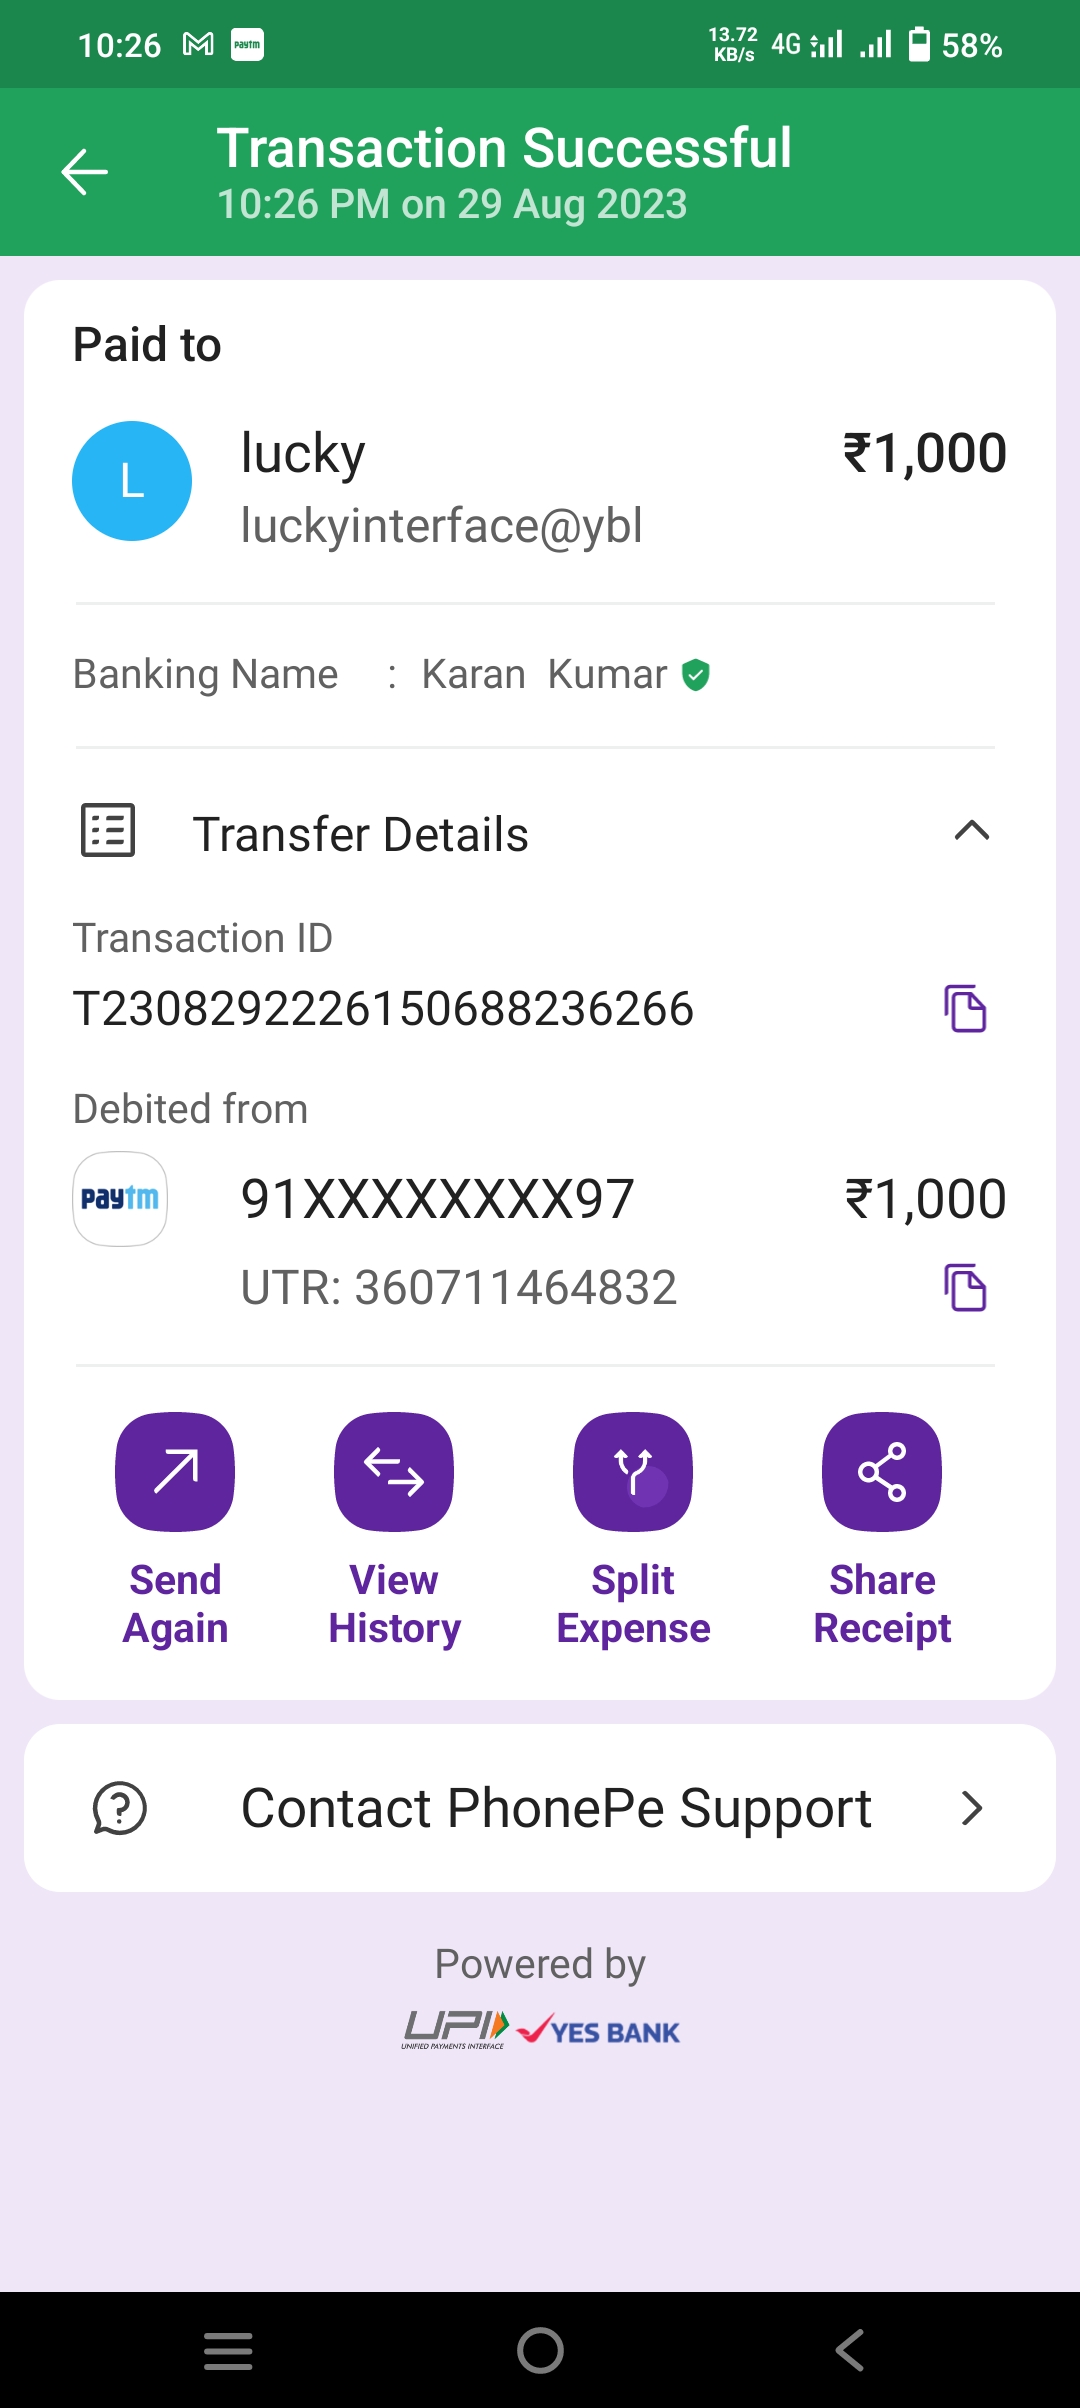 10:26 paytm 13.72 KB/s 4G 58%
Transaction Successful
10:26 PM on 29 Aug 2023
Paid to
L lucky ₹1,000
luckyinterface@ybl
Banking Name : Karan Kumar
Transfer Details
Transaction ID
T2308292226150688236266
Debited from
paytm 91XXXXXXXX97 ₹1,000
UTR: 360711464832
Send Again
View History
Split Expense
Share Receipt
Contact PhonePe Support
Powered by
UPI YES BANK
UNIFIED PAYMENTS INTERFACE